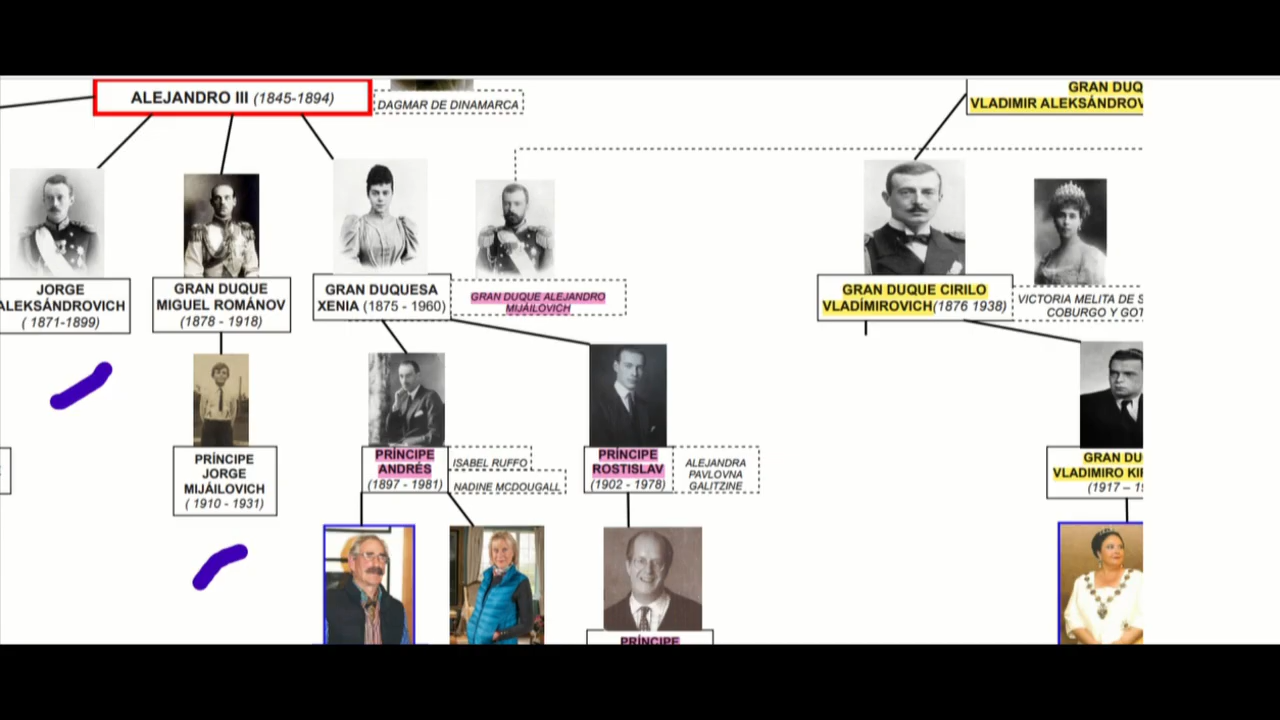 ALEJANDRO III (1845-1894)
DAGMAR DE DINAMARCA
GRAN DUQ
VLADIMIR ALEKSÁNDROV
JORGE
ALEKSÁNDROVICH
( 1871-1899)
GRAN DUQUE
MIGUEL ROMÁNOV
(1878 - 1918)
GRAN DUQUESA
XENIA (1875 - 1960)
GRAN DUQUE ALEJANDRO
MIJÁILOVICH
GRAN DUQUE CIRILO
VLADÍMIROVICH(1876 1938)
VICTORIA MELITA DE S
COBURGO Y GOT
PRÍNCIPE
JORGE
MIJÁILOVICH
( 1910 - 1931)
PRÍNCIPE
ANDRÉS
(1897 - 1981)
ISABEL RUFFO
NADINE MCDOUGALL
PRÍNCIPE
ROSTISLAV
(1902 - 1978)
ALEJANDRA
PAVLOVNA
GALITZINE
GRAN DU
VLADIMIRO KIR
(1917 – 19
PRÍNCIPE